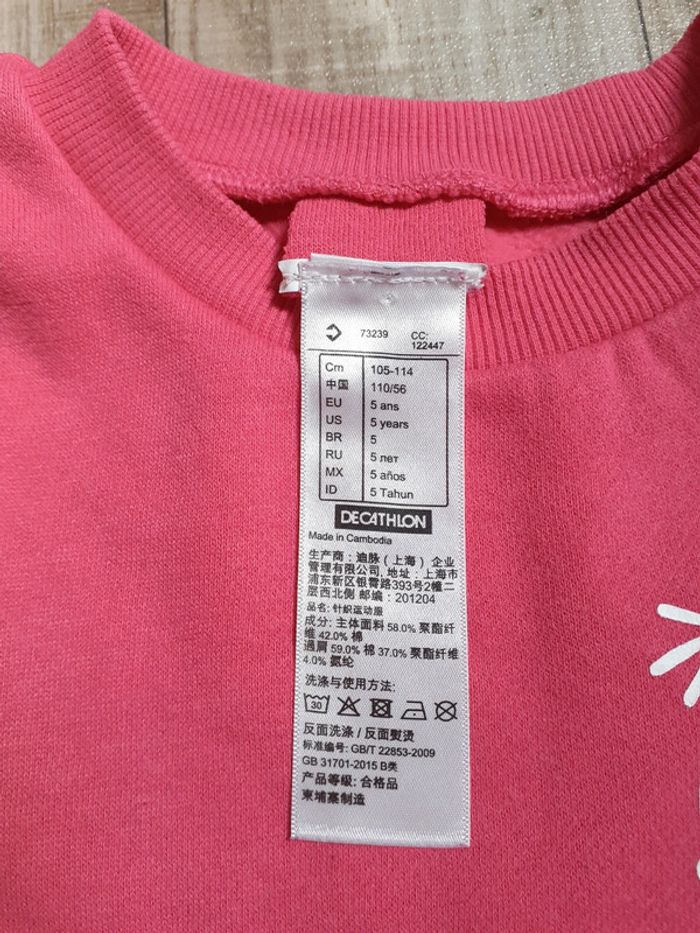 73239 CC: 122447
Cm 105-114
中国 110/56
EU 5 ans
US 5 years
BR 5
RU 5 лет
MX 5 años
ID 5 Tahun
DECATHLON
Made in Cambodia
生产商: 迪脉 (上海) 企业
管理有限公司, 地址: 上海市
浦东新区银霄路393号2幢二
层西北侧 邮编: 201204
品名: 针织运动服
成分: 主体面料 58.0% 聚酯纤
维 42.0% 棉
过肩 59.0% 棉 37.0% 聚酯纤维
4.0% 氨纶
洗涤与使用方法:
30
反面洗涤 / 反面熨烫
标准编号: GB/T 22853-2009
GB 31701-2015 B类
产品等级: 合格品
柬埔寨制造